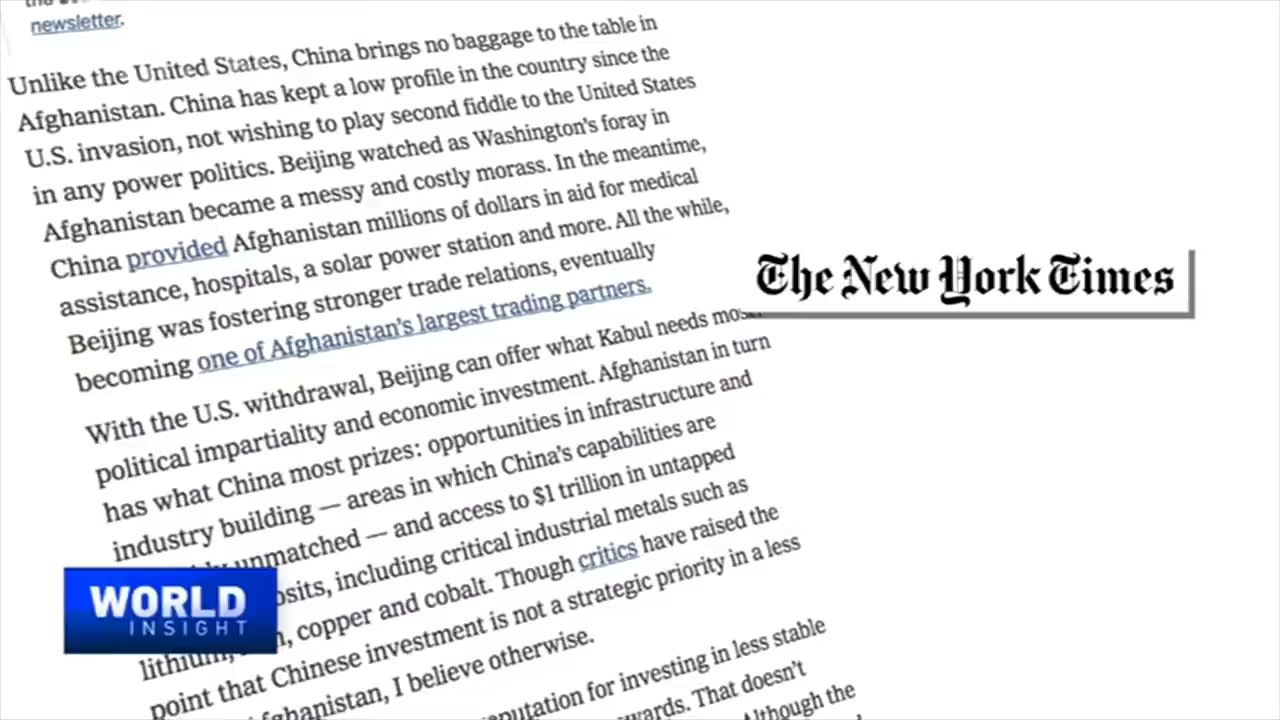 newsletter.
Unlike the United States, China brings no baggage to the table in
Afghanistan. China has kept a low profile in the country since the
U.S. invasion, not wishing to play second fiddle to the United States
in any power politics. Beijing watched as Washington's foray in
Afghanistan became a messy and costly morass. In the meantime,
China provided Afghanistan millions of dollars in aid for medical
assistance, hospitals, a solar power station and more. All the while,
Beijing was fostering stronger trade relations, eventually
becoming one of Afghanistan's largest trading partners.
The New York Times
With the U.S. withdrawal, Beijing can offer what Kabul needs
political impartiality and economic investment. Afghanistan in turn
has what China most prizes: opportunities in infrastructure and
industry building — areas in which China's capabilities are
unmatched — and access to $1 trillion in untapped
including critical industrial metals such as
lithium, copper and cobalt. Though critics have raised the
point that Chinese investment is not a strategic priority in a less
Afghanistan, I believe otherwise.
for investing in less stable
That doesn't
Although the
WORLD
INSIGHT